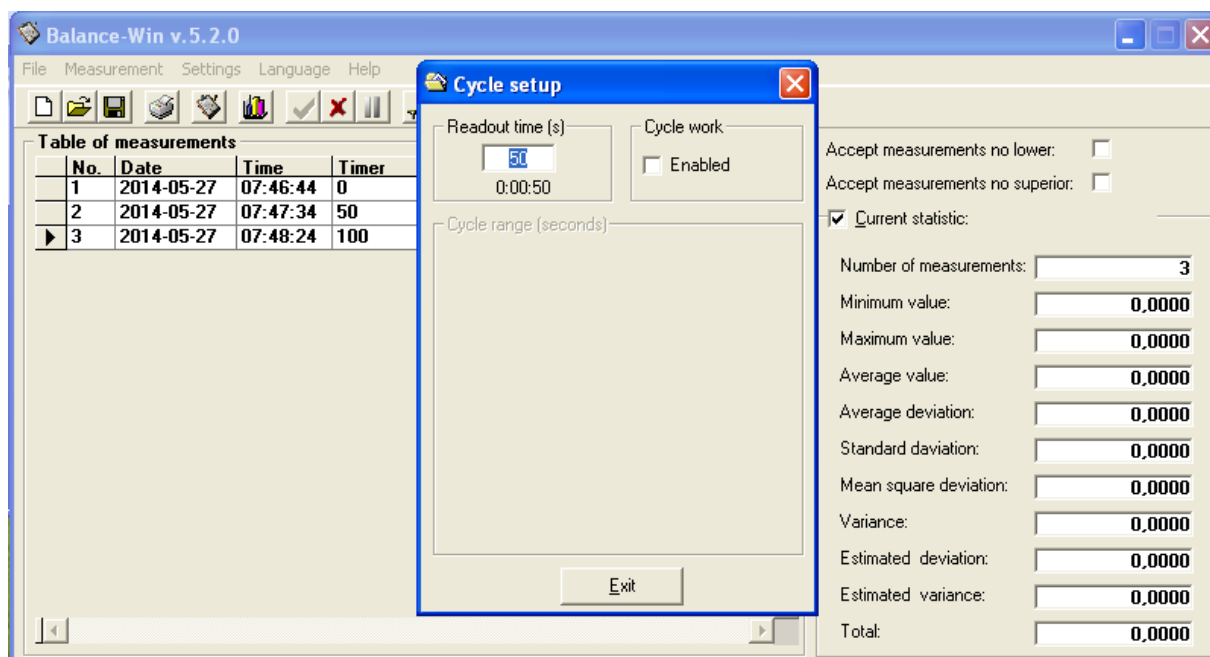 Balance-Win v.5.2.0
File Measurement Settings Language Help
Table of measurements
No. Date Time Timer
1 2014-05-27 07:46:44 0
2 2014-05-27 07:47:34 50
3 2014-05-27 07:48:24 100
Cycle setup
Readout time (s)
50
0:00:50
Cycle work
Enabled
Cycle range (seconds)
Exit
Accept measurements no lower:
Accept measurements no superior:
Current statistic:
Number of measurements: 3
Minimum value: 0,0000
Maximum value: 0,0000
Average value: 0,0000
Average deviation: 0,0000
Standard daviation: 0,0000
Mean square deviation: 0,0000
Variance: 0,0000
Estimated deviation: 0,0000
Estimated variance: 0,0000
Total: 0,0000